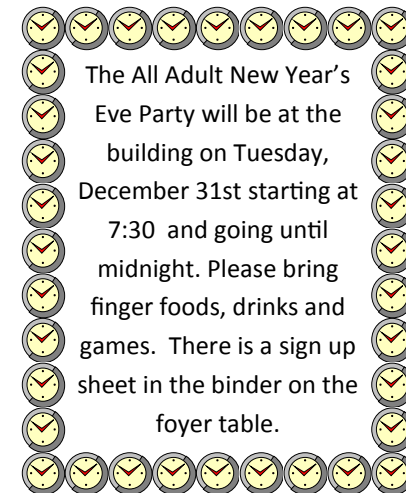 The All Adult New Year’s
Eve Party will be at the
building on Tuesday,
December 31st starting at
7:30  and going until
midnight. Please bring
finger foods, drinks and
games.  There is a sign up
sheet in the binder on the
foyer table.